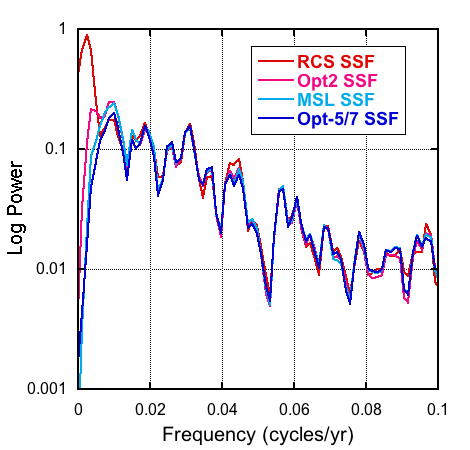 1
RCS SSF
Opt2 SSF
MSL SSF
Opt-5/7 SSF
0.1
Log Power
0.01
0.001
0 0.02 0.04 0.06 0.08 0.1
Frequency (cycles/yr)